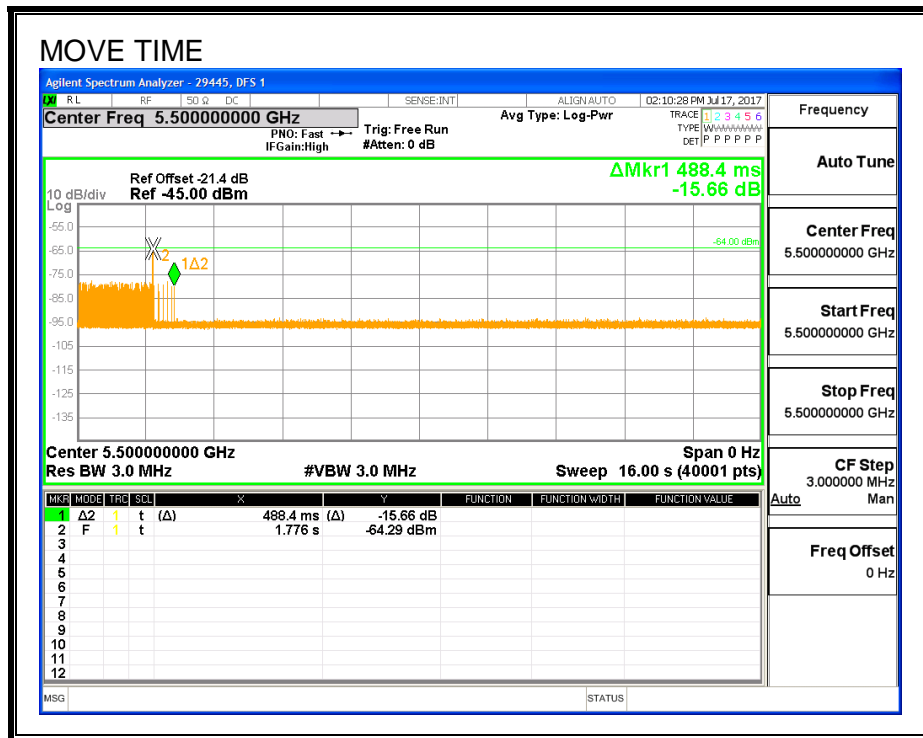 MOVE TIME
Agilent Spectrum Analyzer - 29445, DFS 1
LXI RL RF 50 Ω DC SENSE:INT ALIGN AUTO 02:10:28 PM Jul 17, 2017
Center Freq 5.500000000 GHz
PNO: Fast
IFGain:High
Trig: Free Run
#Atten: 0 dB
Avg Type: Log-Pwr
TRACE 1 2 3 4 5 6
TYPE WWWWWW
DET P P P P P P
ΔMkr1 488.4 ms
-15.66 dB
Ref Offset -21.4 dB
10 dB/div Ref -45.00 dBm
Log
-55.0
-65.0
-75.0
-85.0
-95.0
-105
-115
-125
-135
-64.00 dBm
2
1Δ2
Center 5.500000000 GHz Span 0 Hz
Res BW 3.0 MHz #VBW 3.0 MHz Sweep 16.00 s (40001 pts)
MKR MODE TRC SCL X Y FUNCTION FUNCTION WIDTH FUNCTION VALUE
1 Δ2 1 t (Δ) 488.4 ms (Δ) -15.66 dB
2 F 1 t 1.776 s -64.29 dBm
3
4
5
6
7
8
9
10
11
12
MSG STATUS
Frequency
Auto Tune
Center Freq
5.500000000 GHz
Start Freq
5.500000000 GHz
Stop Freq
5.500000000 GHz
CF Step
3.000000 MHz
Auto Man
Freq Offset
0 Hz